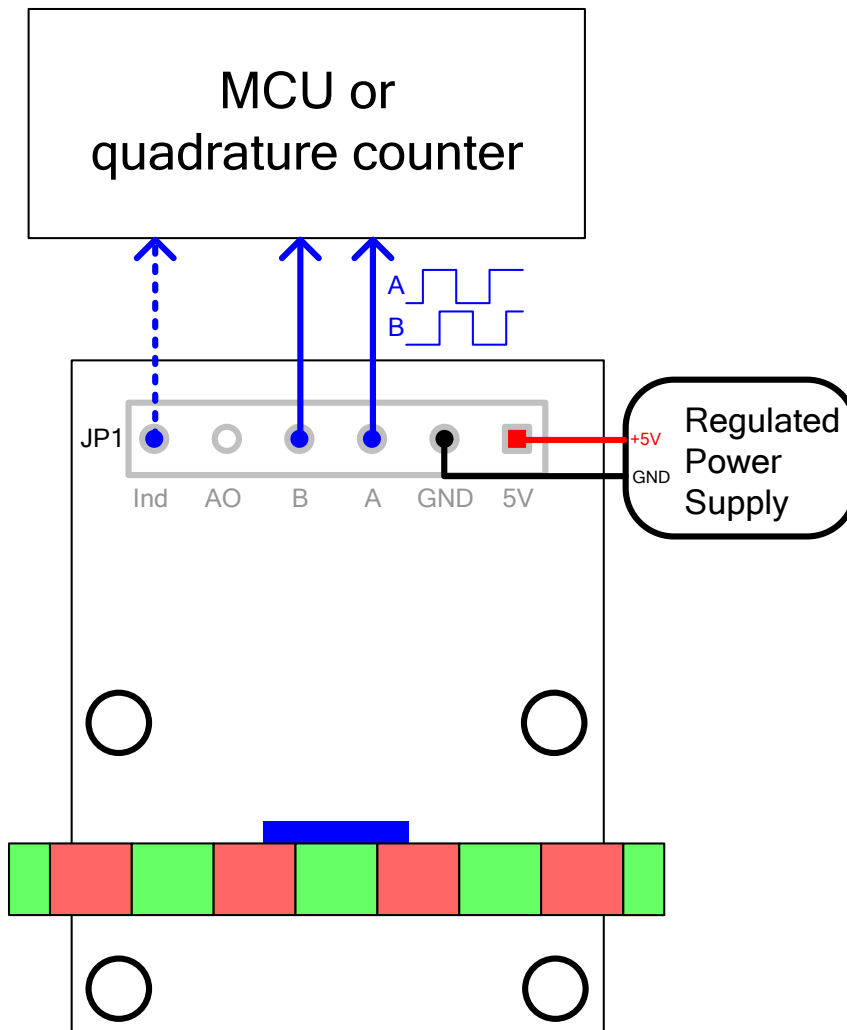 MCU or
quadrature counter
A
B
JP1
Ind AO B A GND 5V
+5V
GND
Regulated
Power
Supply